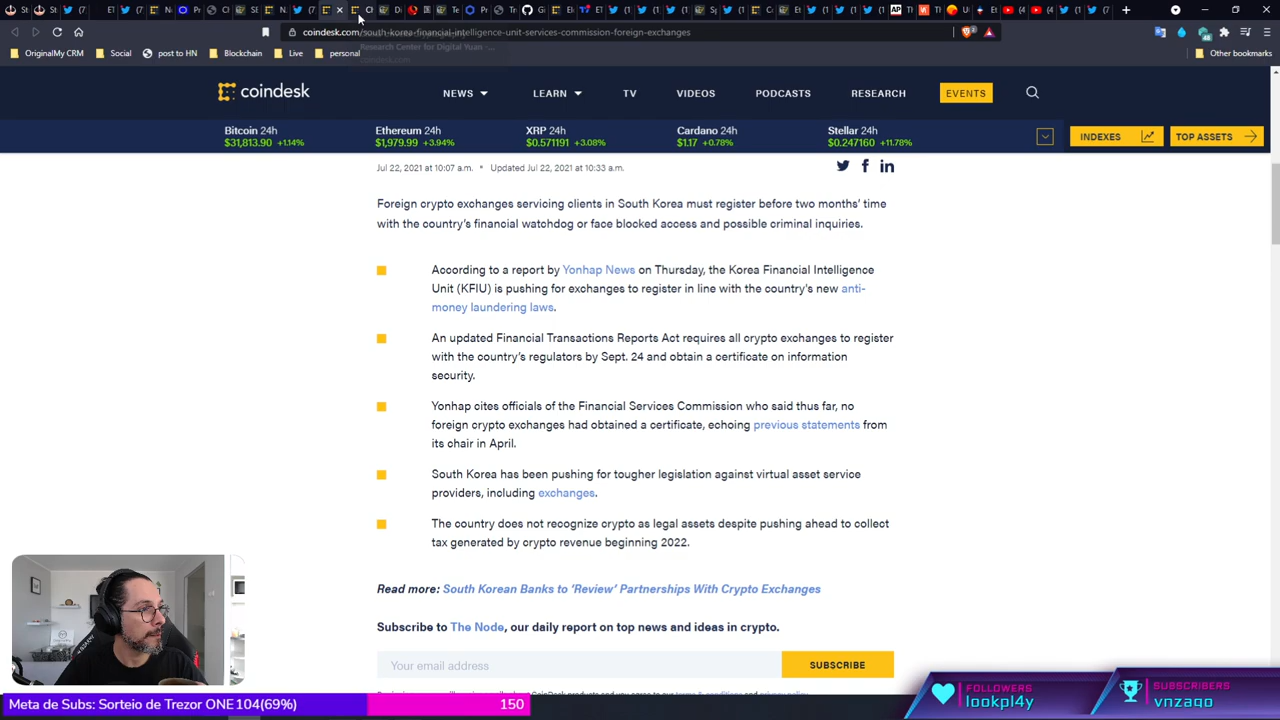 coindesk.com/south-korea-financial-intelligence-unit-services-commission-foreign-exchanges
Research Center for Digital Yuan -...
coindesk.com
OriginalMy CRM
Social
post to HN
Blockchain
Live
personal
Other bookmarks
coindesk
NEWS
LEARN
TV
VIDEOS
PODCASTS
RESEARCH
EVENTS
Bitcoin 24h
$31,813.90 +1.14%
Ethereum 24h
$1,979.99 +3.94%
XRP 24h
$0.571191 +3.08%
Cardano 24h
$1.17 +0.78%
Stellar 24h
$0.247160 +11.78%
INDEXES
TOP ASSETS
Jul 22, 2021 at 10:07 a.m. • Updated Jul 22, 2021 at 10:33 a.m.
Foreign crypto exchanges servicing clients in South Korea must register before two months' time
with the country's financial watchdog or face blocked access and possible criminal inquiries.
According to a report by Yonhap News on Thursday, the Korea Financial Intelligence
Unit (KFIU) is pushing for exchanges to register in line with the country's new anti-
money laundering laws.
An updated Financial Transactions Reports Act requires all crypto exchanges to register
with the country's regulators by Sept. 24 and obtain a certificate on information
security.
Yonhap cites officials of the Financial Services Commission who said thus far, no
foreign crypto exchanges had obtained a certificate, echoing previous statements from
its chair in April.
South Korea has been pushing for tougher legislation against virtual asset service
providers, including exchanges.
The country does not recognize crypto as legal assets despite pushing ahead to collect
tax generated by crypto revenue beginning 2022.
Read more: South Korean Banks to 'Review' Partnerships With Crypto Exchanges
Subscribe to The Node, our daily report on top news and ideas in crypto.
Your email address
SUBSCRIBE
Meta de Subs: Sorteio de Trezor ONE 104(69%)
150
FOLLOWERS
lookpl4y
SUBSCRIBERS
vnzago